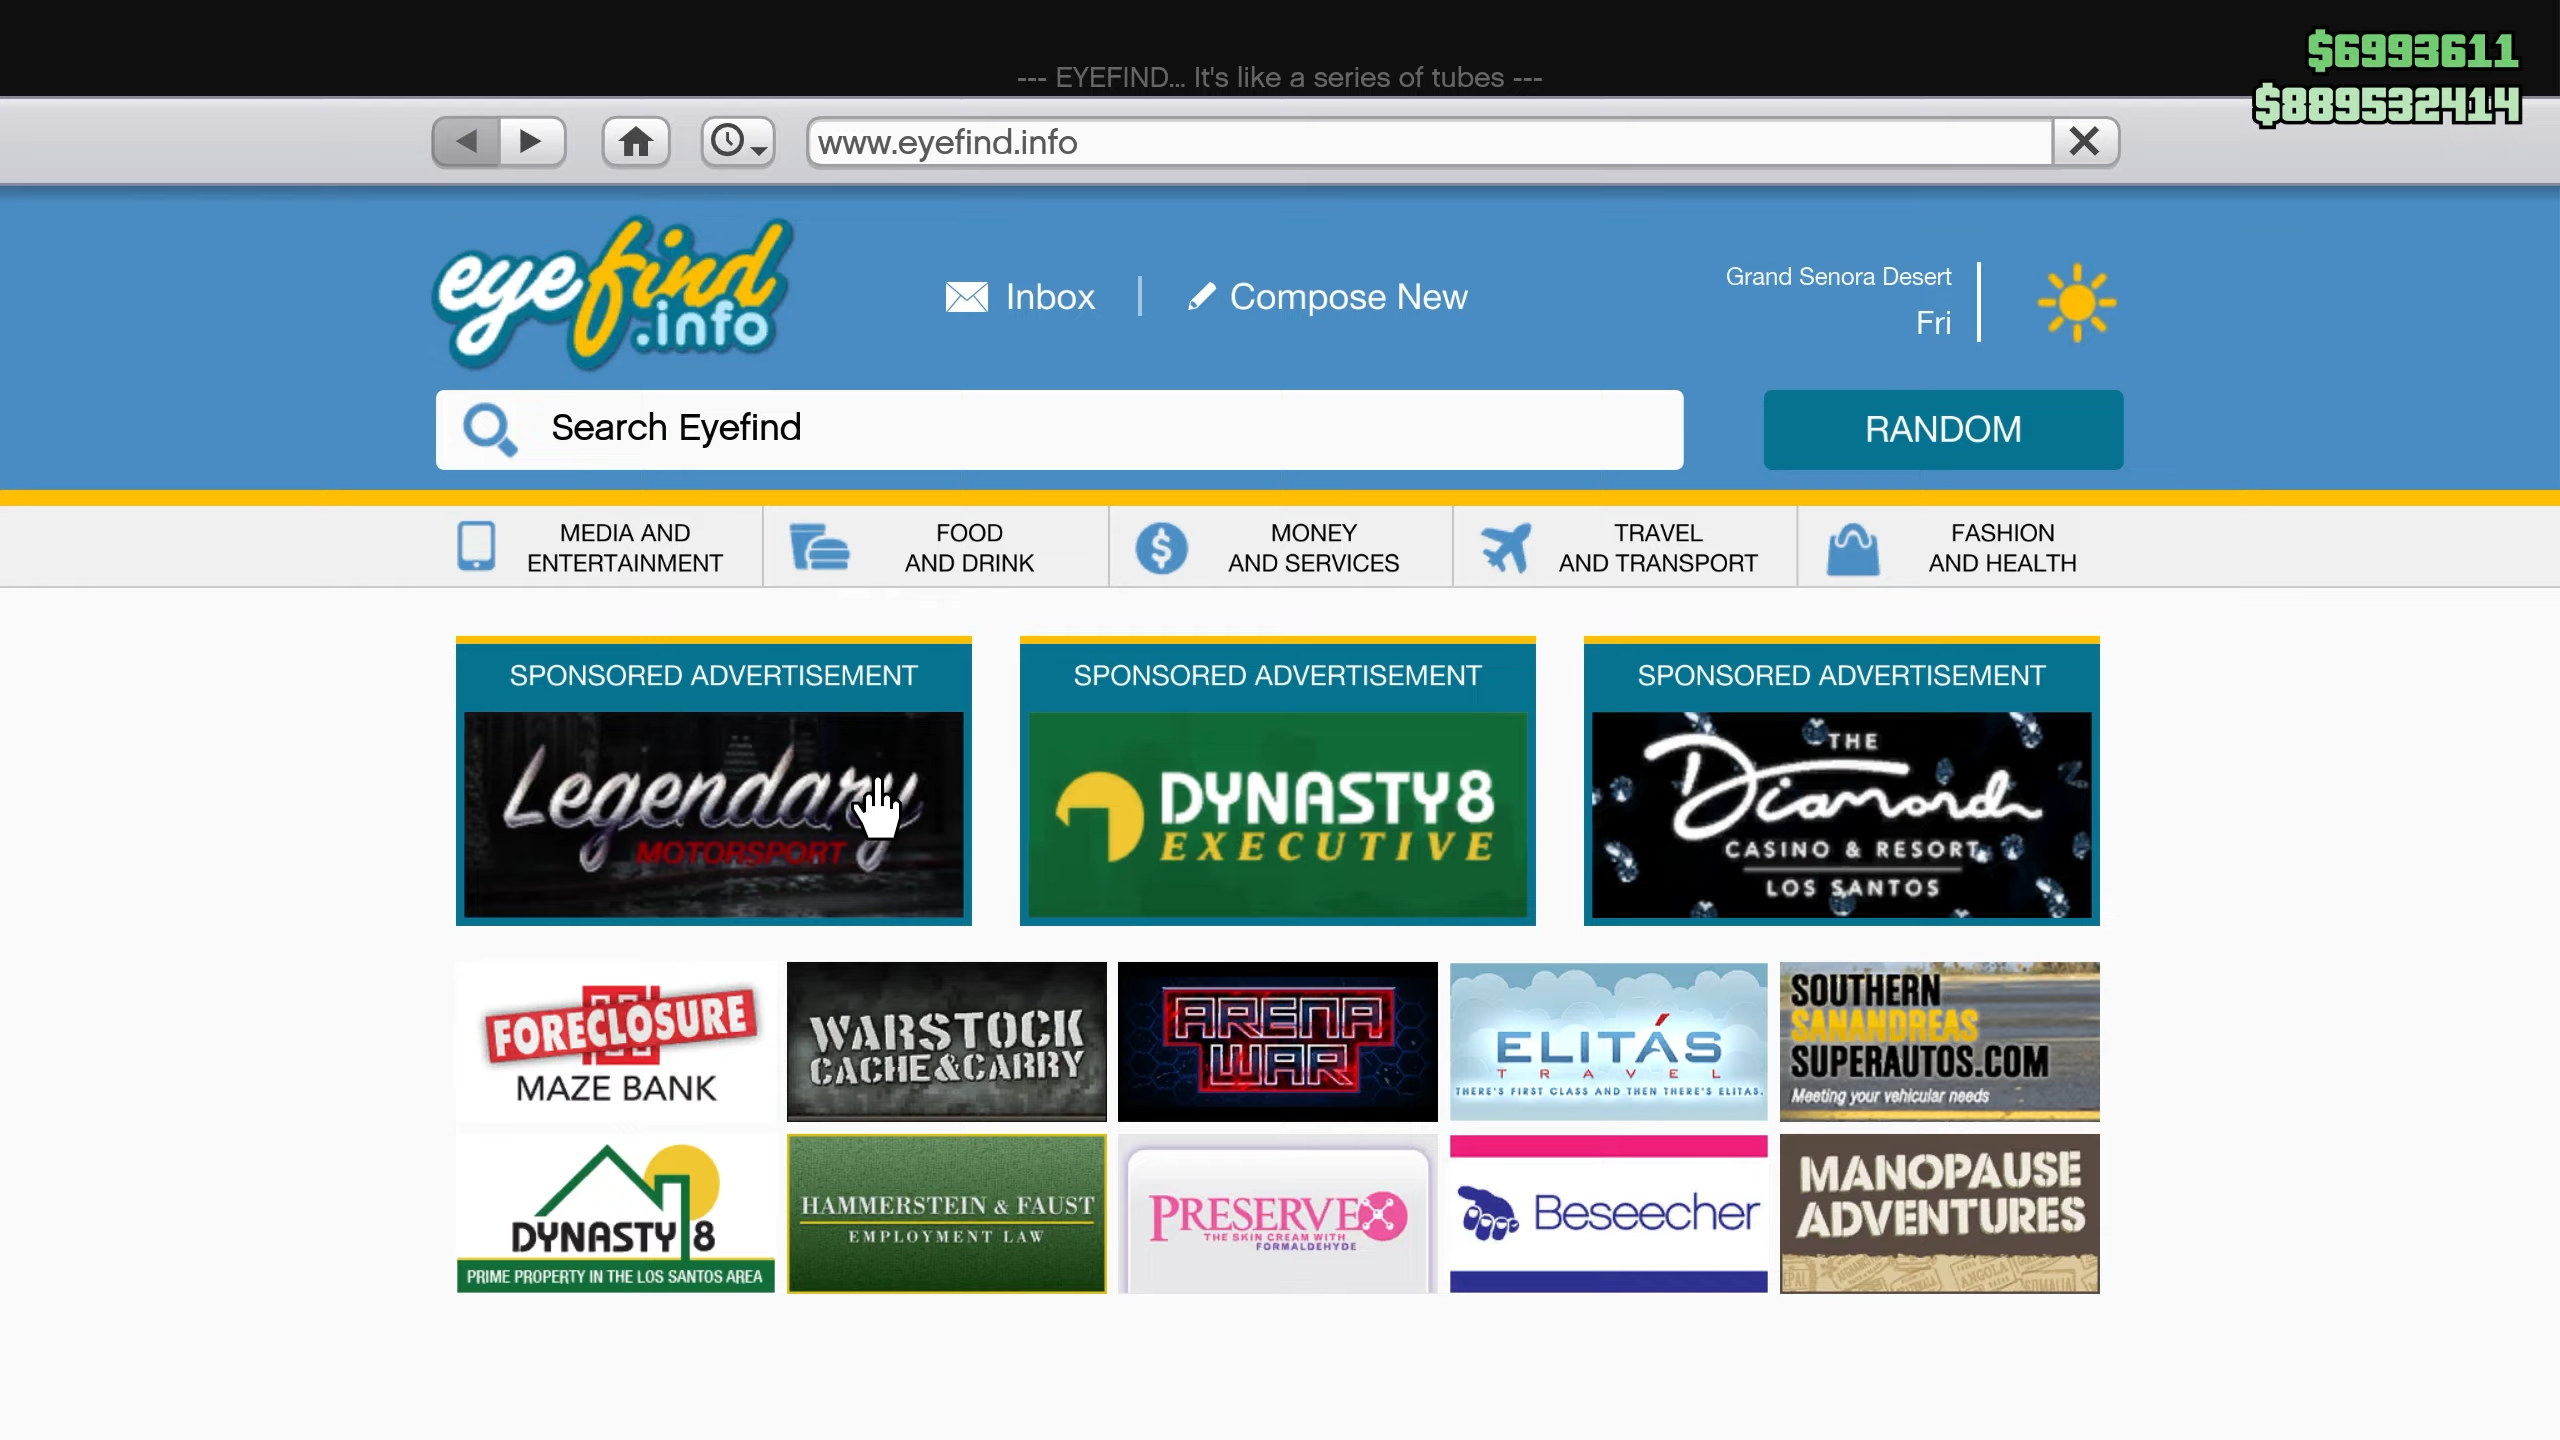 --- EYEFIND... It's like a series of tubes ---
$6993611
$889532414
www.eyefind.info
eyefind
.info
Inbox
Compose New
Grand Senora Desert
Fri
Search Eyefind
RANDOM
MEDIA AND
ENTERTAINMENT
FOOD
AND DRINK
MONEY
AND SERVICES
TRAVEL
AND TRANSPORT
FASHION
AND HEALTH
SPONSORED ADVERTISEMENT
Legendary
MOTORSPORT
SPONSORED ADVERTISEMENT
DYNASTY8
EXECUTIVE
SPONSORED ADVERTISEMENT
THE
Diamond
CASINO & RESORT
LOS SANTOS
FORECLOSURE
MAZE BANK
WARSTOCK
CACHE&CARRY
ARENA
WAR
ELITÁS
TRAVEL
THERE'S FIRST CLASS AND THEN THERE'S ELITAS.
SOUTHERN
SANANDREAS
SUPERAUTOS.COM
Meeting your vehicular needs
DYNASTY 8
PRIME PROPERTY IN THE LOS SANTOS AREA
HAMMERSTEIN & FAUST
EMPLOYMENT LAW
PRESERVEX
THE SKIN CREAM WITH
FORMALDEHYDE
Beseecher
MANOPAUSE
ADVENTURES
ANGOLA
SOMALIA